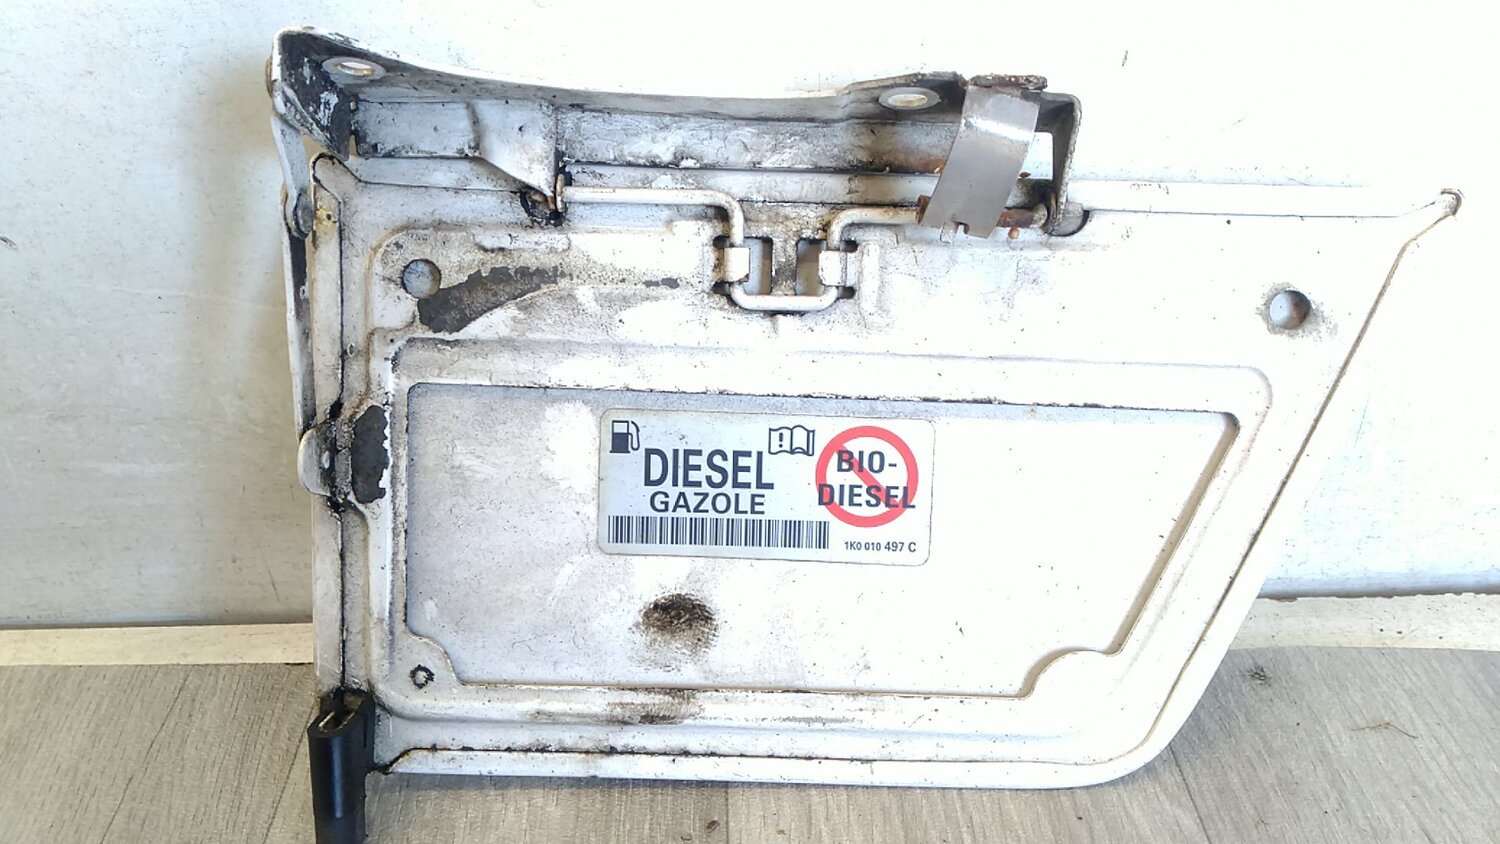 DIESEL
GAZOLE
BIO-
DIESEL
1K0 010 497 C